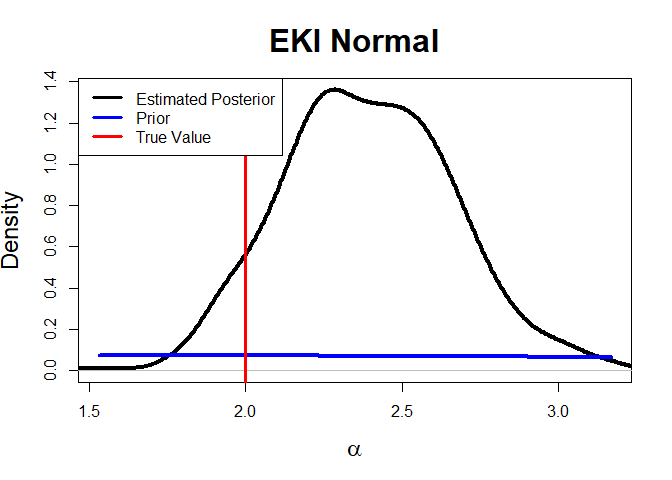 EKI Normal
Estimated Posterior
Prior
True Value
Density
0.0
0.2
0.4
0.6
0.8
1.0
1.2
1.4
1.5
2.0
2.5
3.0
α